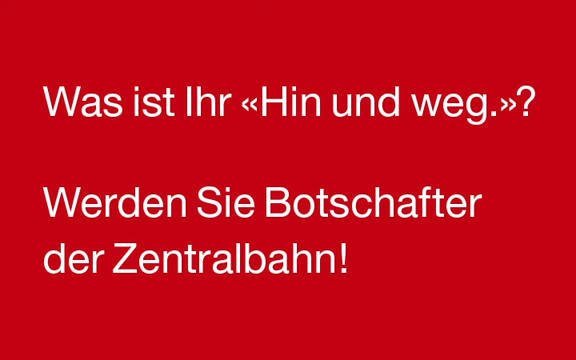 Was ist Ihr «Hin und weg.»?
Werden Sie Botschafter
der Zentralbahn!